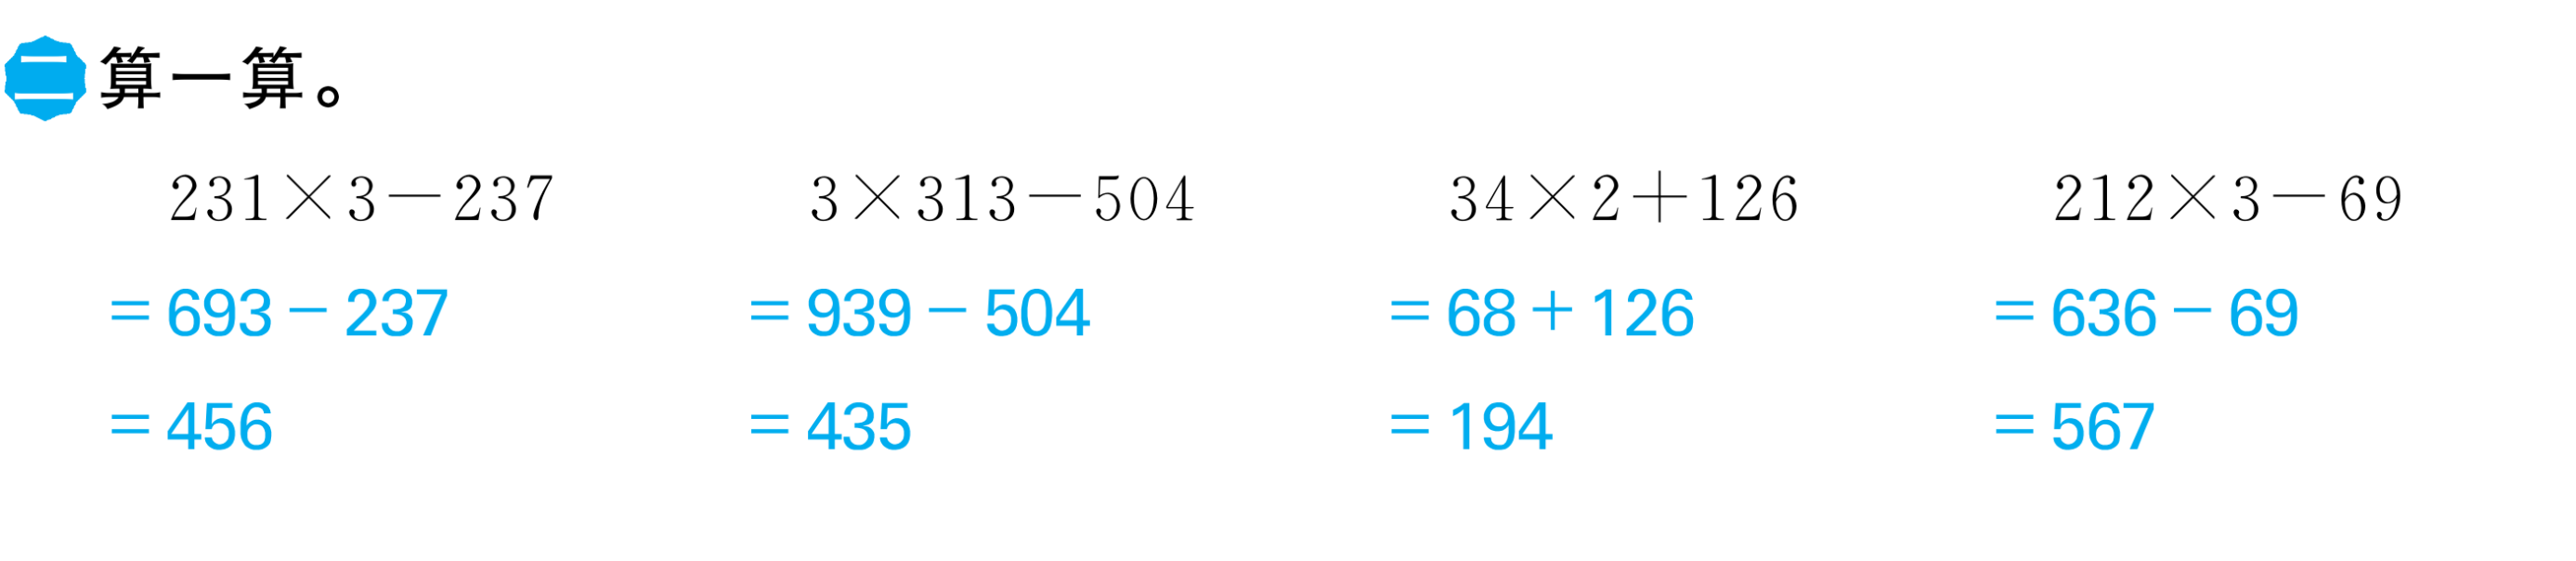 二 算一算。
231×3-237 3×313-504 34×2+126 212×3-69
=693-237 =939-504 =68+126 =636-69
=456 =435 =194 =567